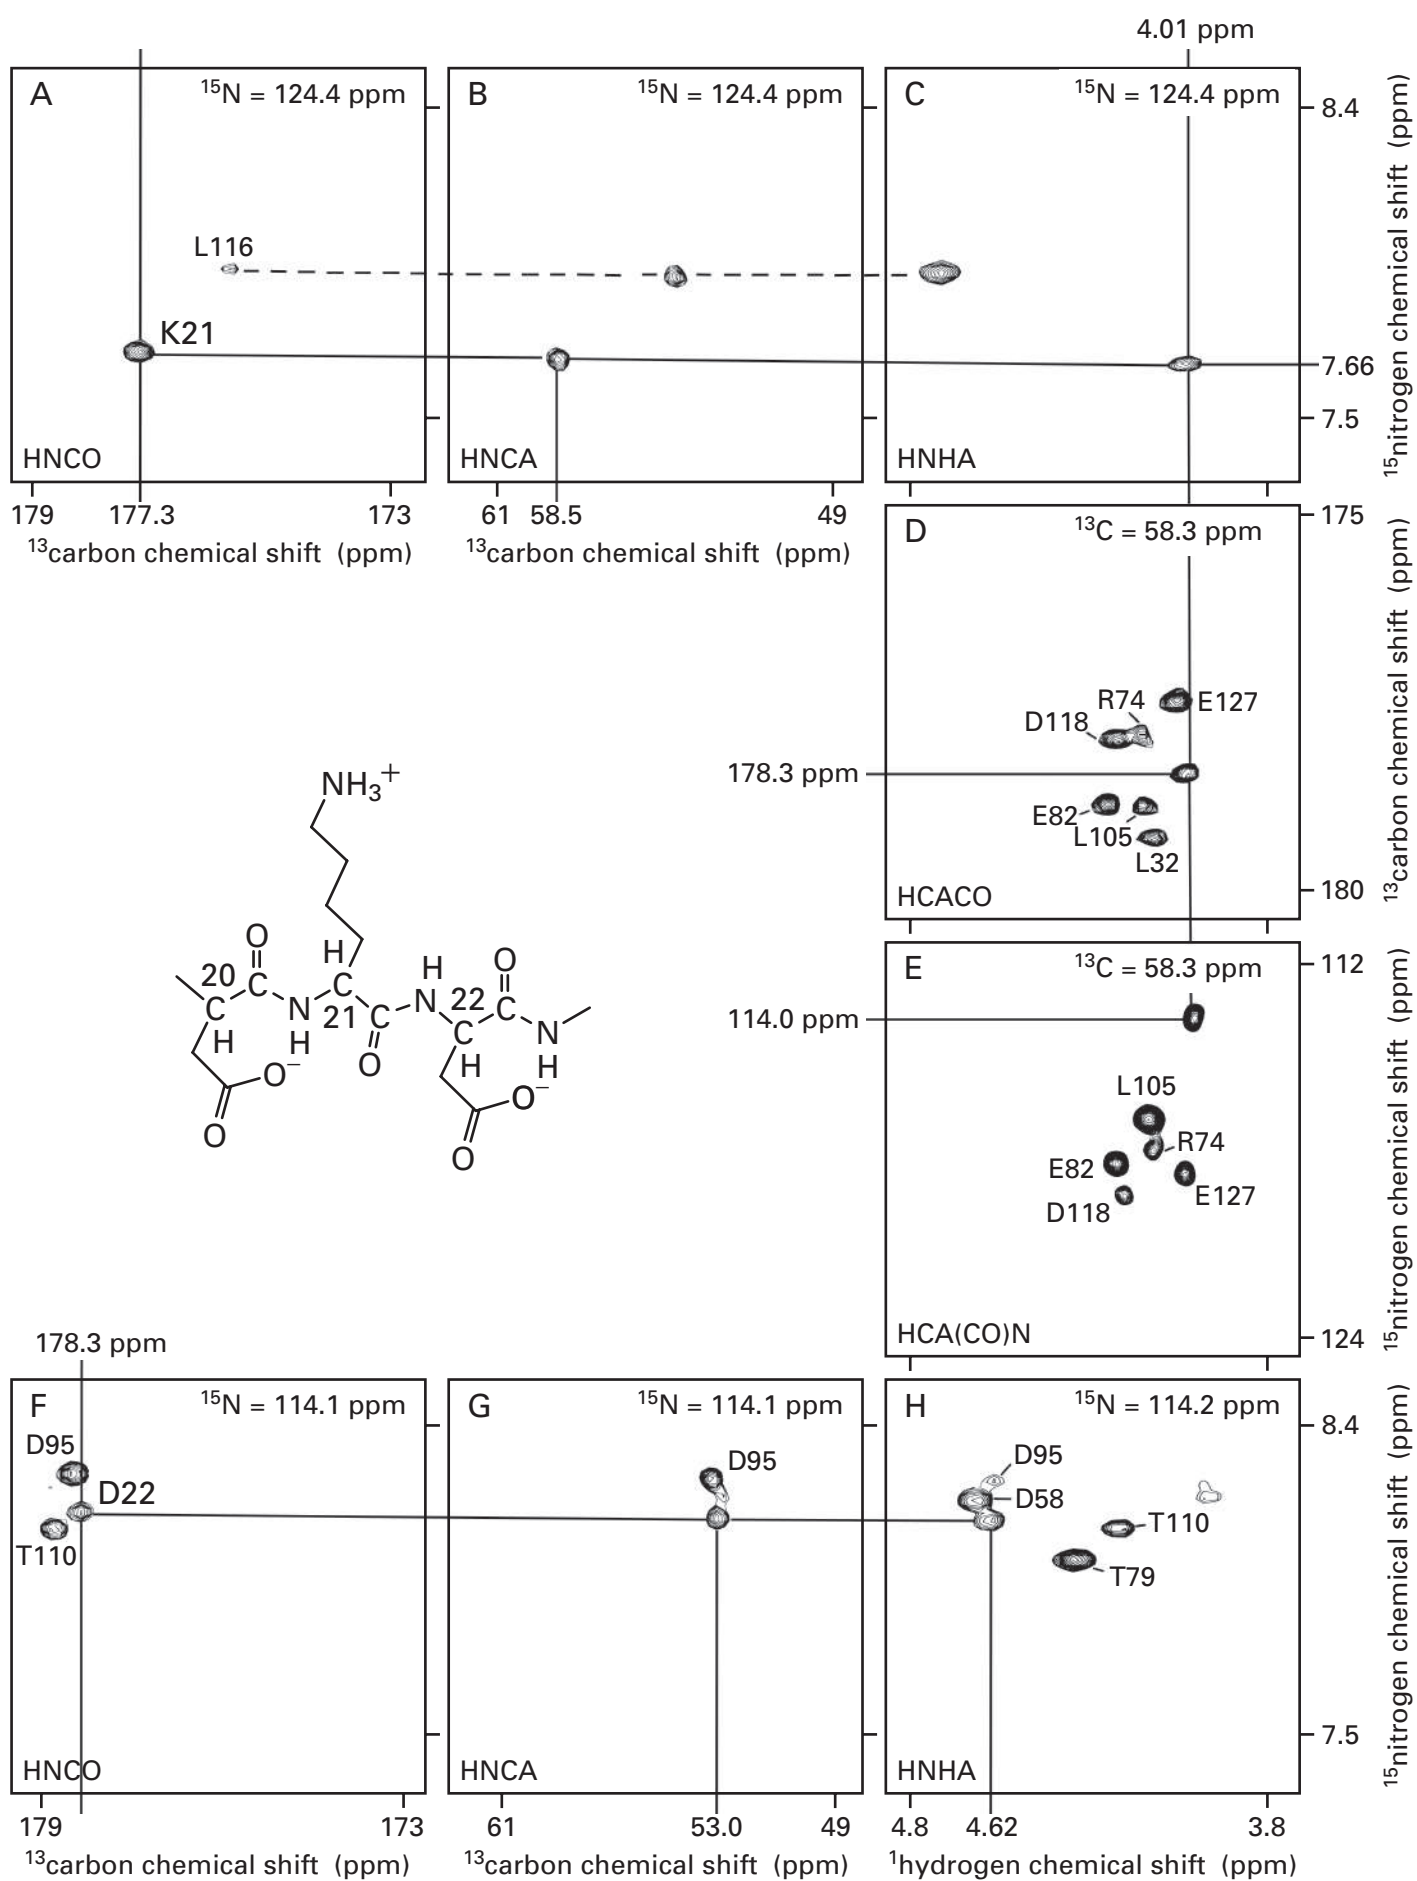 4.01 ppm
A
¹⁵N = 124.4 ppm
B
¹⁵N = 124.4 ppm
C
¹⁵N = 124.4 ppm
8.4
L116
K21
7.66
7.5
HNCO
HNCA
HNHA
¹⁵nitrogen chemical shift (ppm)
179
177.3
173
61
58.5
49
¹³carbon chemical shift (ppm)
¹³carbon chemical shift (ppm)
D
¹³C = 58.3 ppm
175
R74
E127
D118
178.3 ppm
E82
L105
L32
HCACO
180
¹³carbon chemical shift (ppm)
NH₃⁺
O
H
H
O
20
C
C
N
22
C
N
21
C
C
N
H
H
O
H
H
O⁻
O⁻
O
O
E
¹³C = 58.3 ppm
112
114.0 ppm
L105
R74
E82
E127
D118
HCA(CO)N
124
¹⁵nitrogen chemical shift (ppm)
178.3 ppm
F
¹⁵N = 114.1 ppm
G
¹⁵N = 114.1 ppm
H
¹⁵N = 114.2 ppm
8.4
D95
D22
T110
D95
D95
D58
T110
T79
7.5
HNCO
HNCA
HNHA
¹⁵nitrogen chemical shift (ppm)
179
173
61
53.0
49
4.8
4.62
3.8
¹³carbon chemical shift (ppm)
¹³carbon chemical shift (ppm)
¹hydrogen chemical shift (ppm)